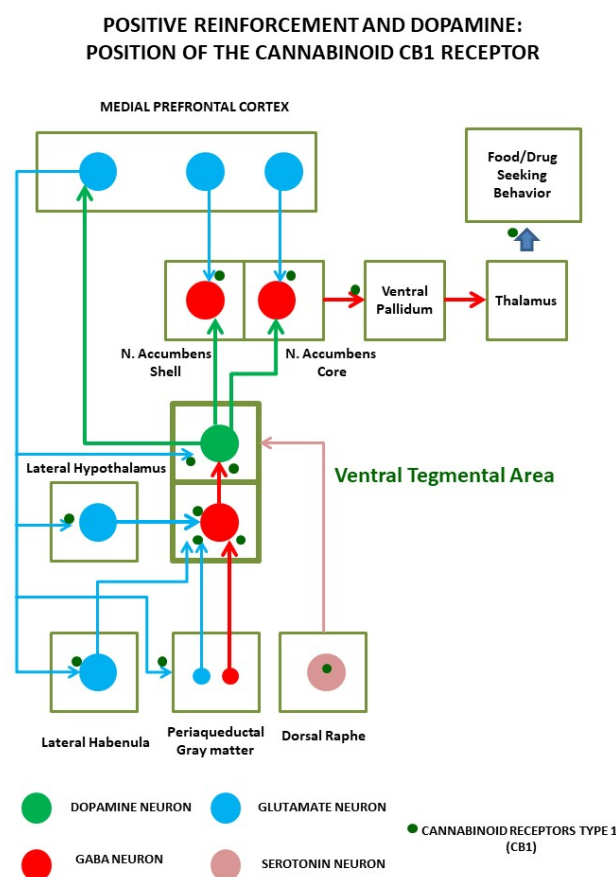 POSITIVE REINFORCEMENT AND DOPAMINE:
POSITION OF THE CANNABINOID CB1 RECEPTOR
MEDIAL PREFRONTAL CORTEX
Food/Drug
Seeking
Behavior
Ventral
Pallidum
Thalamus
N. Accumbens
Shell
N. Accumbens
Core
Lateral Hypothalamus
Ventral Tegmental Area
Lateral Habenula
Periaqueductal
Gray matter
Dorsal Raphe
DOPAMINE NEURON
GLUTAMATE NEURON
CANNABINOID RECEPTORS TYPE 1
(CB1)
GABA NEURON
SEROTONIN NEURON